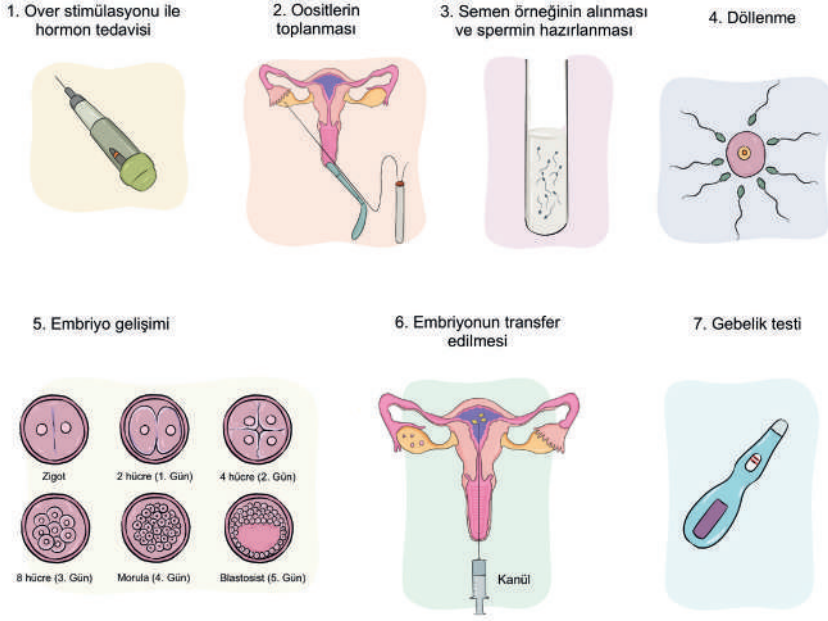 1. Over stimülasyonu ile
hormon tedavisi
2. Oositlerin
toplanması
3. Semen örneğinin alınması
ve spermin hazırlanması
4. Döllenme
5. Embriyo gelişimi
Zigot
2 hücre (1. Gün)
4 hücre (2. Gün)
8 hücre (3. Gün)
Morula (4. Gün)
Blastosist (5. Gün)
6. Embriyonun transfer
edilmesi
Kanül
7. Gebelik testi